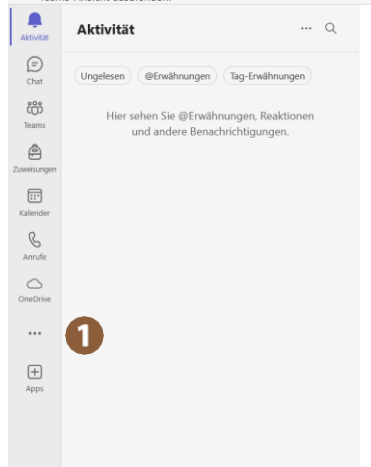 Aktivität
Chat
Teams
Zuweisungen
Kalender
Anrufe
OneDrive
Apps
Aktivität
Ungelesen @Erwähnungen Tag-Erwähnungen
Hier sehen Sie @Erwähnungen, Reaktionen
und andere Benachrichtigungen.
1